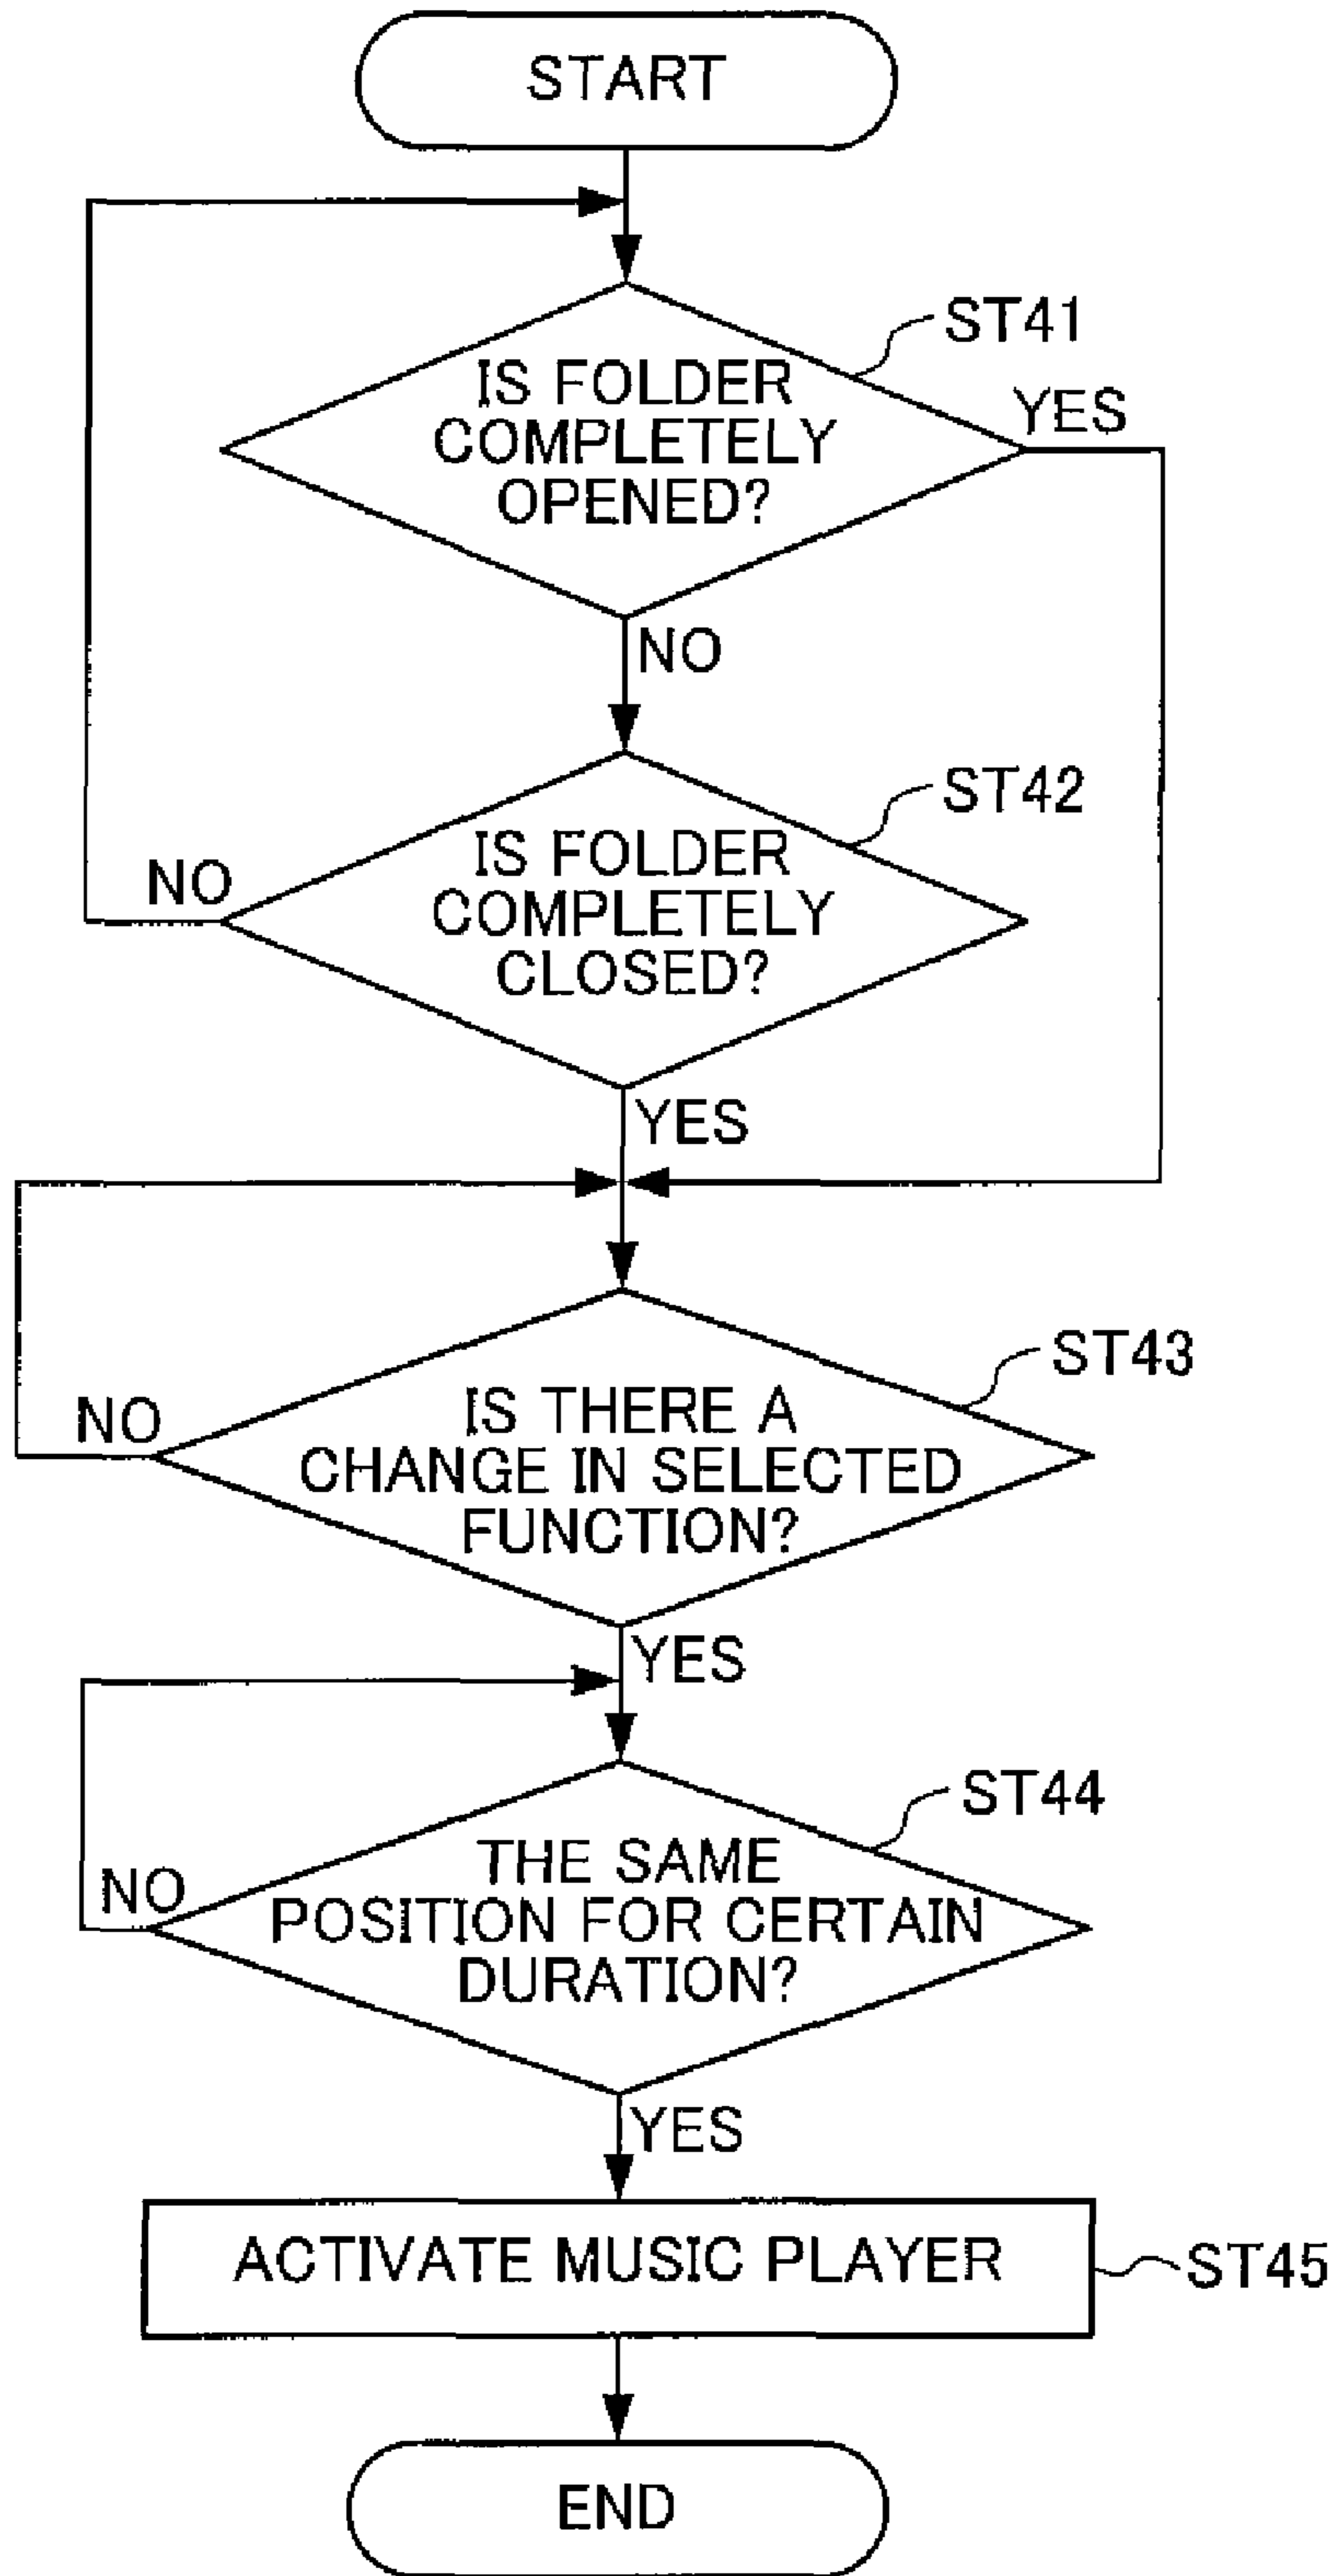 START
ST41
IS FOLDER
COMPLETELY
OPENED?
YES
NO
ST42
IS FOLDER
COMPLETELY
CLOSED?
NO
YES
ST43
IS THERE A
CHANGE IN SELECTED
FUNCTION?
NO
YES
ST44
THE SAME
POSITION FOR CERTAIN
DURATION?
NO
YES
ACTIVATE MUSIC PLAYER
ST45
END